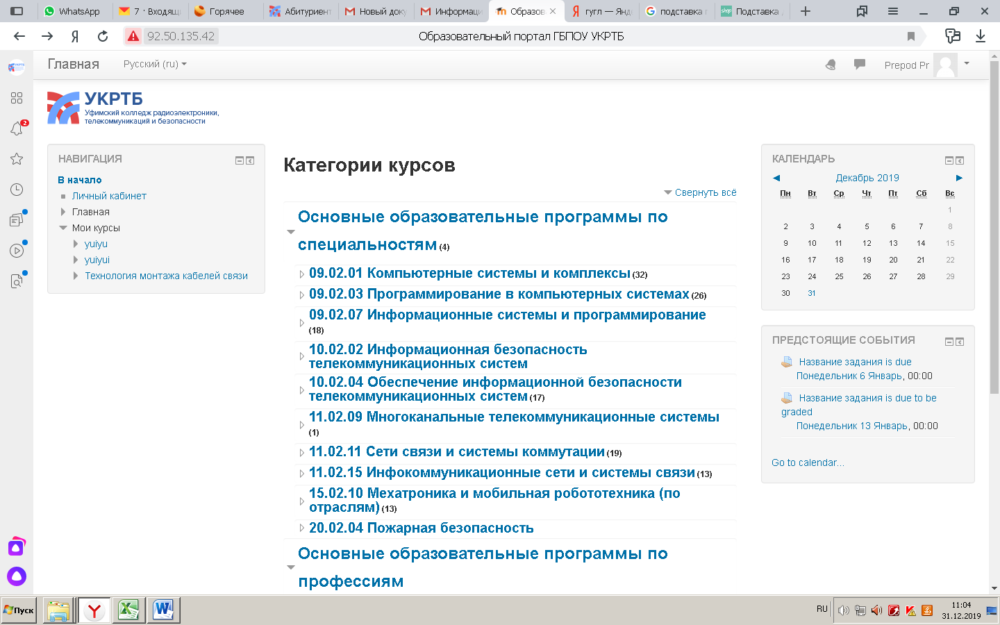 WhatsApp
7 · Входящ
Горячее
Абитуриент
Новый доку
Информаци
Образова
гугл — Янд
подставка п
Подставка
92.50.135.42
Образовательный портал ГБПОУ УКРТБ
Главная
Русский (ru)
Prepod Pr
2
УКРТБ
Уфимский колледж радиоэлектроники,
телекоммуникаций и безопасности
НАВИГАЦИЯ
В начало
Личный кабинет
Главная
Мои курсы
yuiyu
yuiyui
Технология монтажа кабелей связи
Категории курсов
Свернуть всё
Основные образовательные программы по
специальностям (4)
09.02.01 Компьютерные системы и комплексы (32)
09.02.03 Программирование в компьютерных системах (26)
09.02.07 Информационные системы и программирование
(18)
10.02.02 Информационная безопасность
телекоммуникационных систем
10.02.04 Обеспечение информационной безопасности
телекоммуникационных систем (17)
11.02.09 Многоканальные телекоммуникационные системы
(1)
11.02.11 Сети связи и системы коммутации (19)
11.02.15 Инфокоммуникационные сети и системы связи (13)
15.02.10 Мехатроника и мобильная робототехника (по
отраслям) (13)
20.02.04 Пожарная безопасность
Основные образовательные программы по
профессиям
КАЛЕНДАРЬ
Декабрь 2019
Пн Вт Ср Чт Пт Сб Вс
1
2 3 4 5 6 7 8
9 10 11 12 13 14 15
16 17 18 19 20 21 22
23 24 25 26 27 28 29
30 31
ПРЕДСТОЯЩИЕ СОБЫТИЯ
Название задания is due
Понедельник 6 Январь, 00:00
Название задания is due to be
graded
Понедельник 13 Январь, 00:00
Go to calendar...
Пуск
RU
11:04
31.12.2019